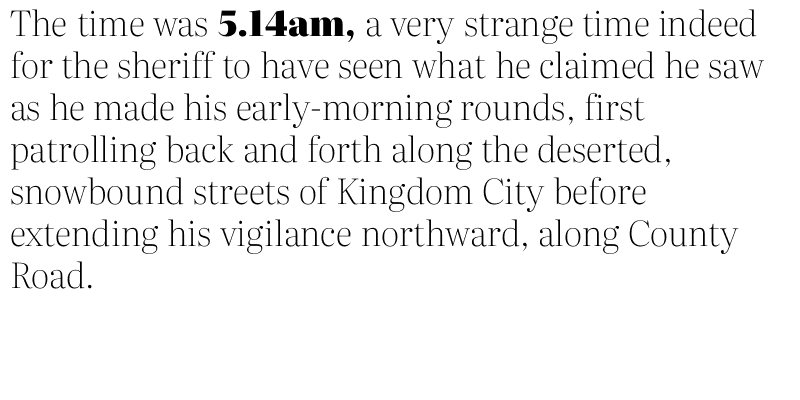 The time was 5.14am, a very strange time indeed
for the sheriff to have seen what he claimed he saw
as he made his early-morning rounds, first
patrolling back and forth along the deserted,
snowbound streets of Kingdom City before
extending his vigilance northward, along County
Road.